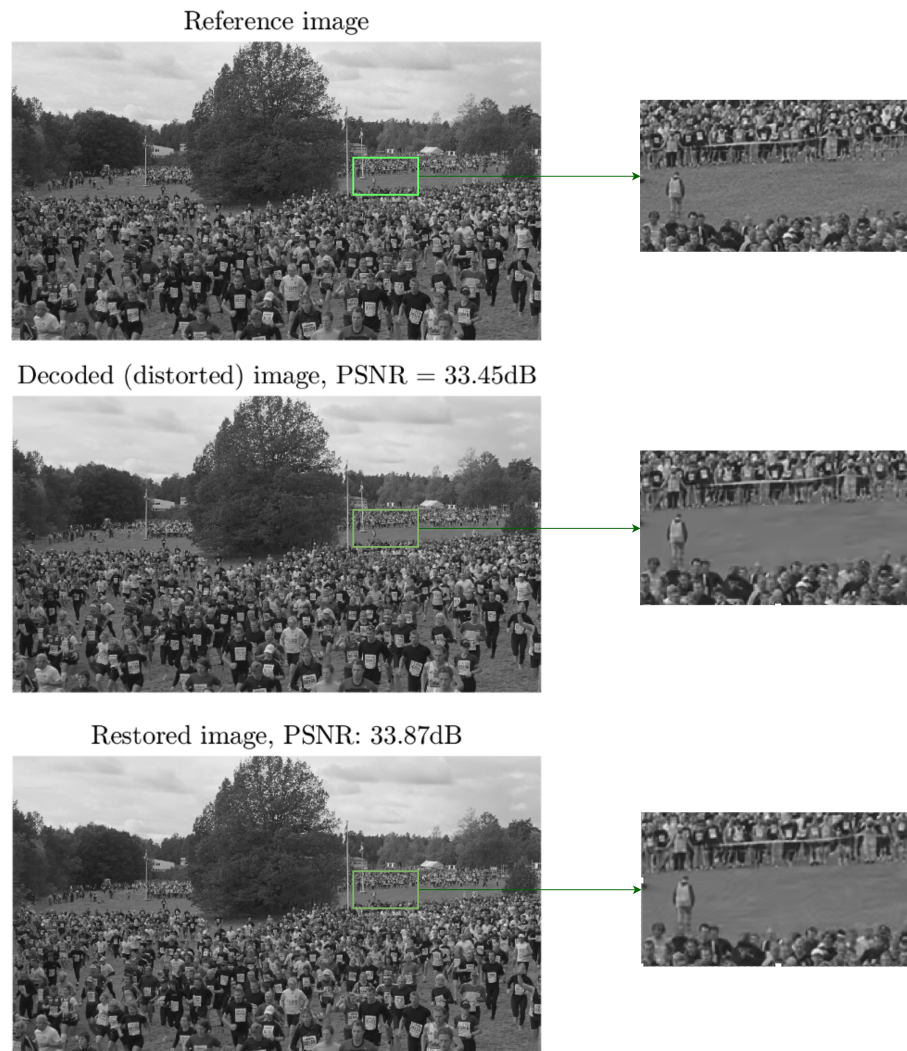 Reference image
Decoded (distorted) image, PSNR = 33.45dB
Restored image, PSNR: 33.87dB